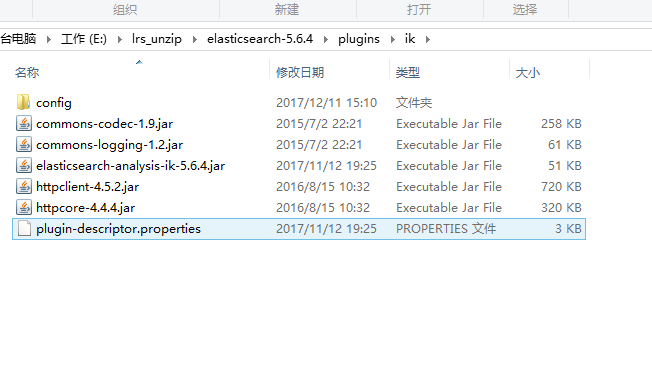 组织 新建 打开 选择
台电脑 工作 (E:) lrs_unzip elasticsearch-5.6.4 plugins ik
名称 修改日期 类型 大小
config 2017/12/11 15:10 文件夹
commons-codec-1.9.jar 2015/7/2 22:21 Executable Jar File 258 KB
commons-logging-1.2.jar 2015/7/2 22:21 Executable Jar File 61 KB
elasticsearch-analysis-ik-5.6.4.jar 2017/11/12 19:25 Executable Jar File 51 KB
httpclient-4.5.2.jar 2016/8/15 10:32 Executable Jar File 720 KB
httpcore-4.4.4.jar 2016/8/15 10:32 Executable Jar File 320 KB
plugin-descriptor.properties 2017/11/12 19:25 PROPERTIES 文件 3 KB